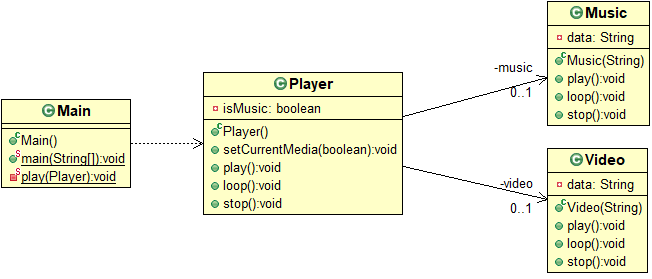 Main
Main()
main(String[]):void
play(Player):void
Player
isMusic: boolean
Player()
setCurrentMedia(boolean):void
play():void
loop():void
stop():void
-music
0..1
-video
0..1
Music
data: String
Music(String)
play():void
loop():void
stop():void
Video
data: String
Video(String)
play():void
loop():void
stop():void